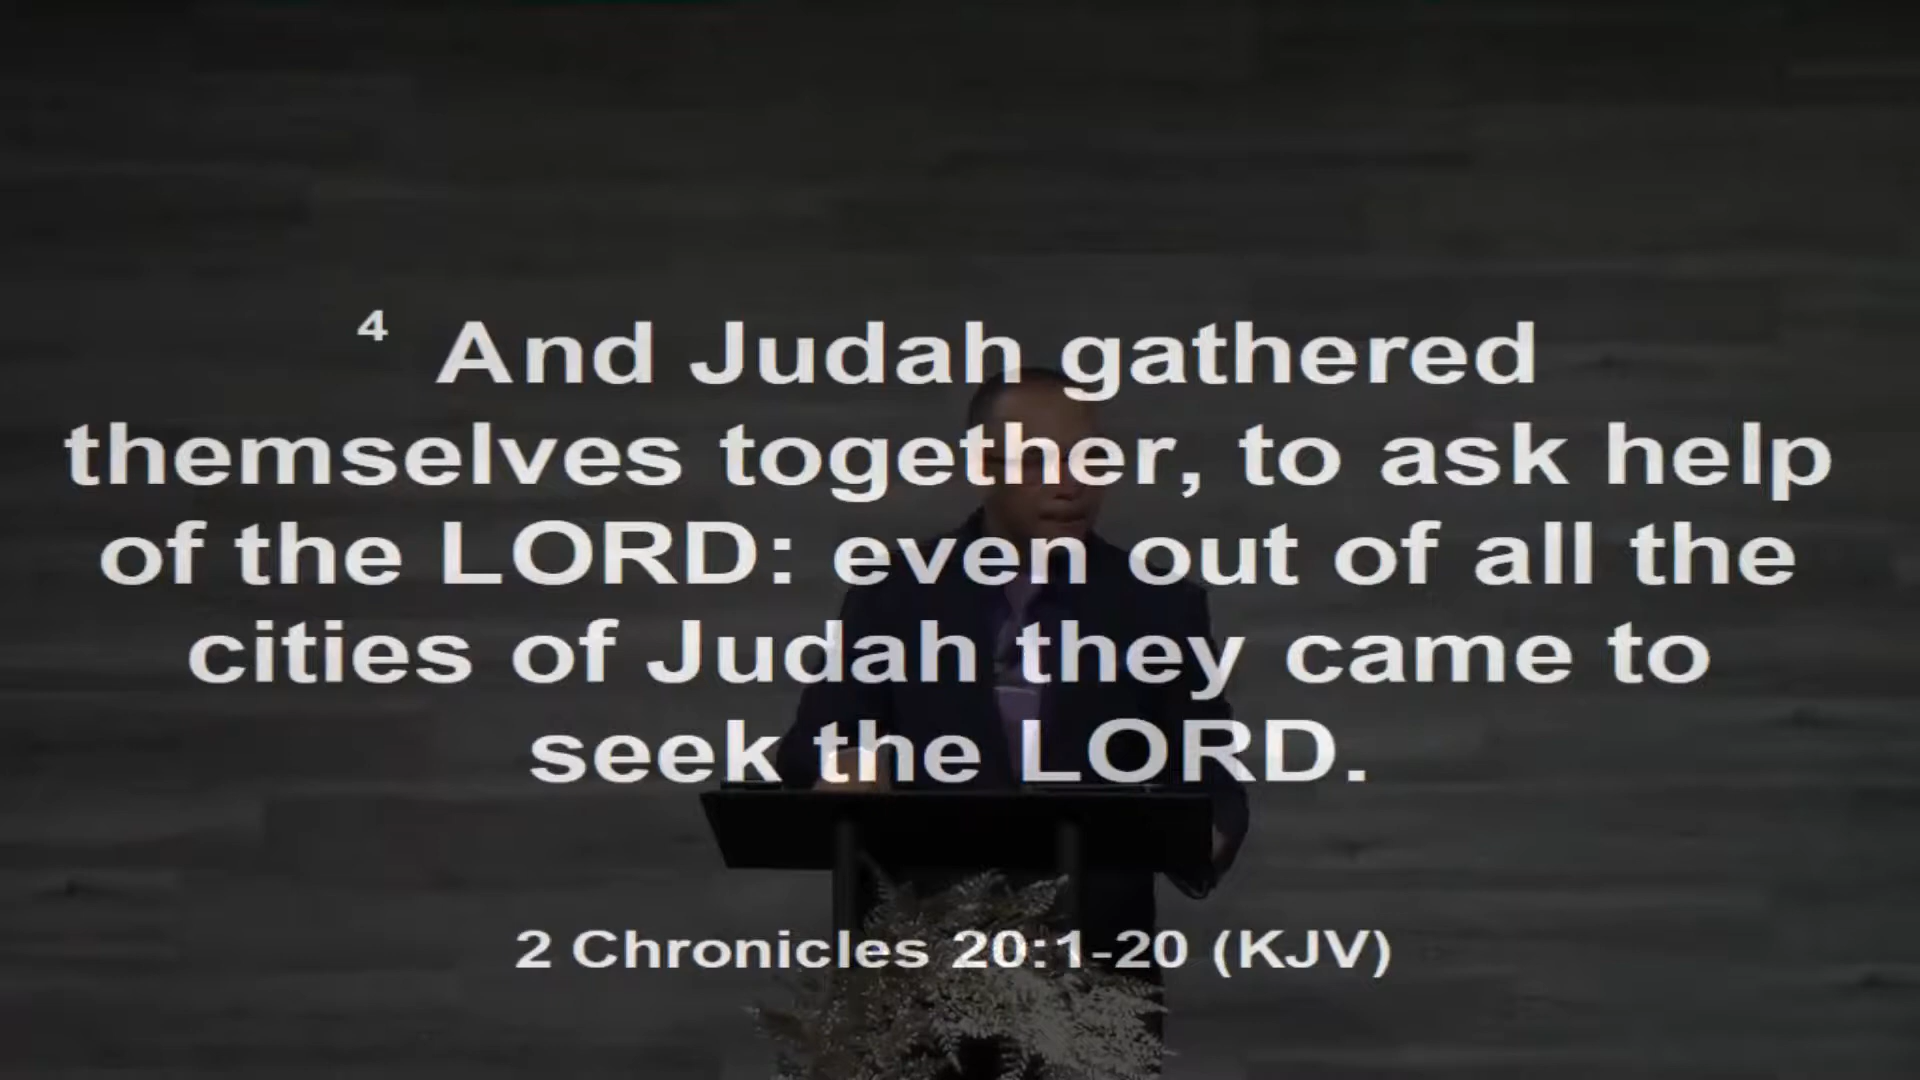 4 And Judah gathered
themselves together, to ask help
of the LORD: even out of all the
cities of Judah they came to
seek the LORD.
2 Chronicles 20:1-20 (KJV)